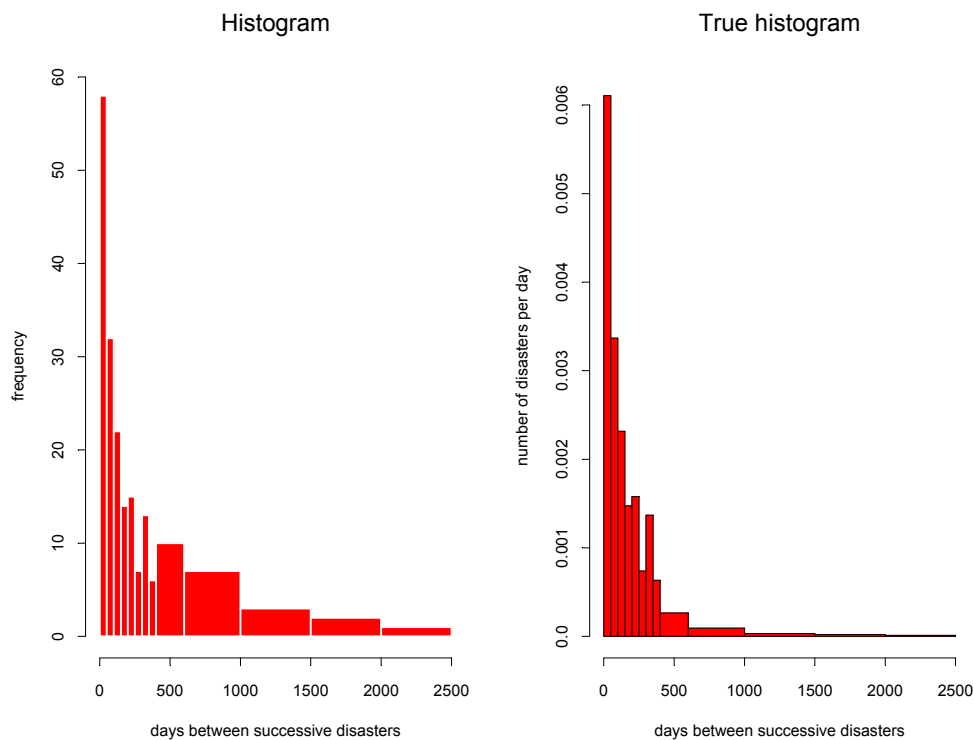 Histogram
frequency
60
50
40
30
20
10
0
0 500 1000 1500 2000 2500
days between successive disasters
True histogram
number of disasters per day
0.006
0.005
0.004
0.003
0.002
0.001
0.0
0 500 1000 1500 2000 2500
days between successive disasters